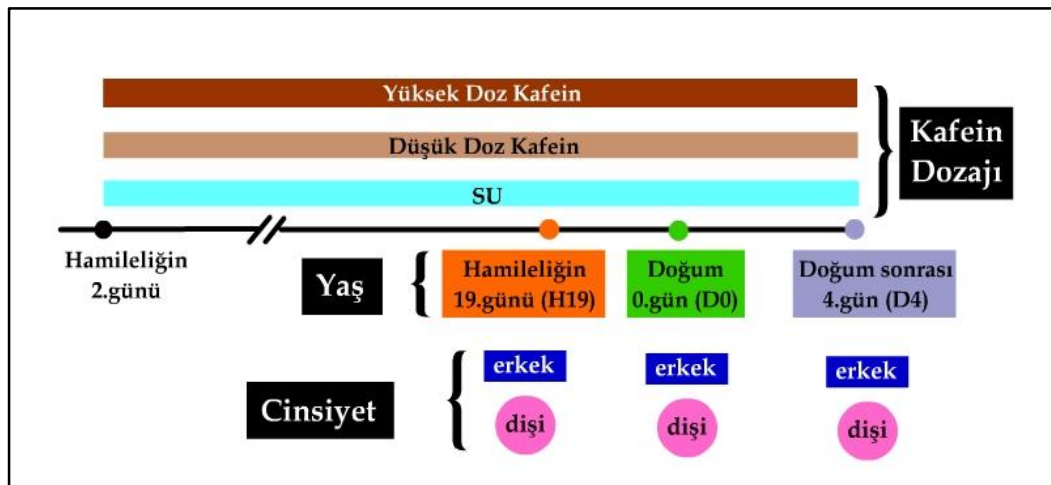 Yüksek Doz Kafein
Düşük Doz Kafein
SU
Kafein
Dozajı
Hamileliğin
2.günü
Yaş
Hamileliğin
19.günü (H19)
Doğum
0.gün (D0)
Doğum sonrası
4.gün (D4)
Cinsiyet
erkek
erkek
erkek
dişi
dişi
dişi